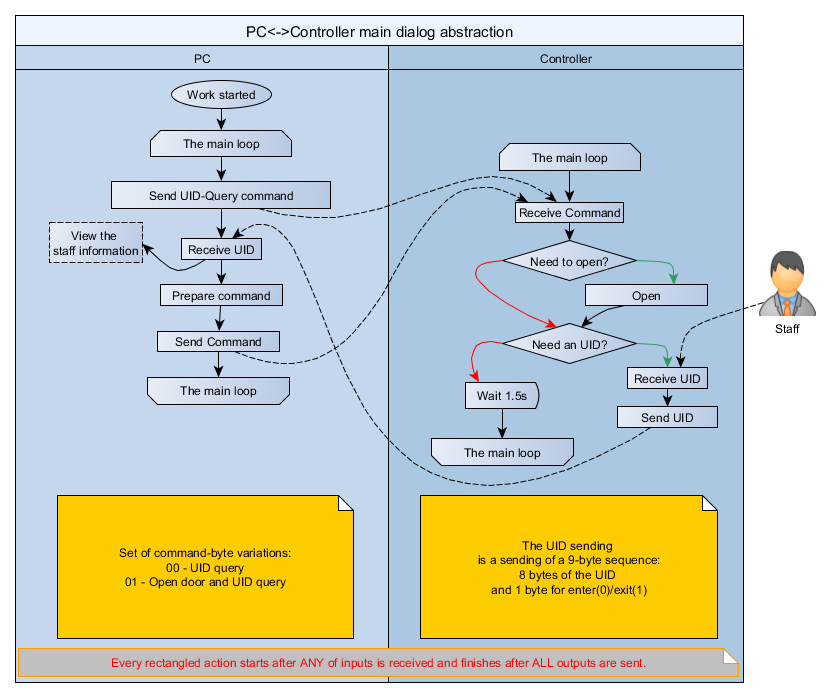 PC<->Controller main dialog abstraction
PC
Controller
Work started
The main loop
Send UID-Query command
View the
staff information
Receive UID
Prepare command
Send Command
The main loop
The main loop
Receive Command
Need to open?
Open
Need an UID?
Receive UID
Wait 1.5s
Send UID
The main loop
Staff
Set of command-byte variations:
00 - UID query
01 - Open door and UID query
The UID sending
is a sending of a 9-byte sequence:
8 bytes of the UID
and 1 byte for enter(0)/exit(1)
Every rectangled action starts after ANY of inputs is received and finishes after ALL outputs are sent.